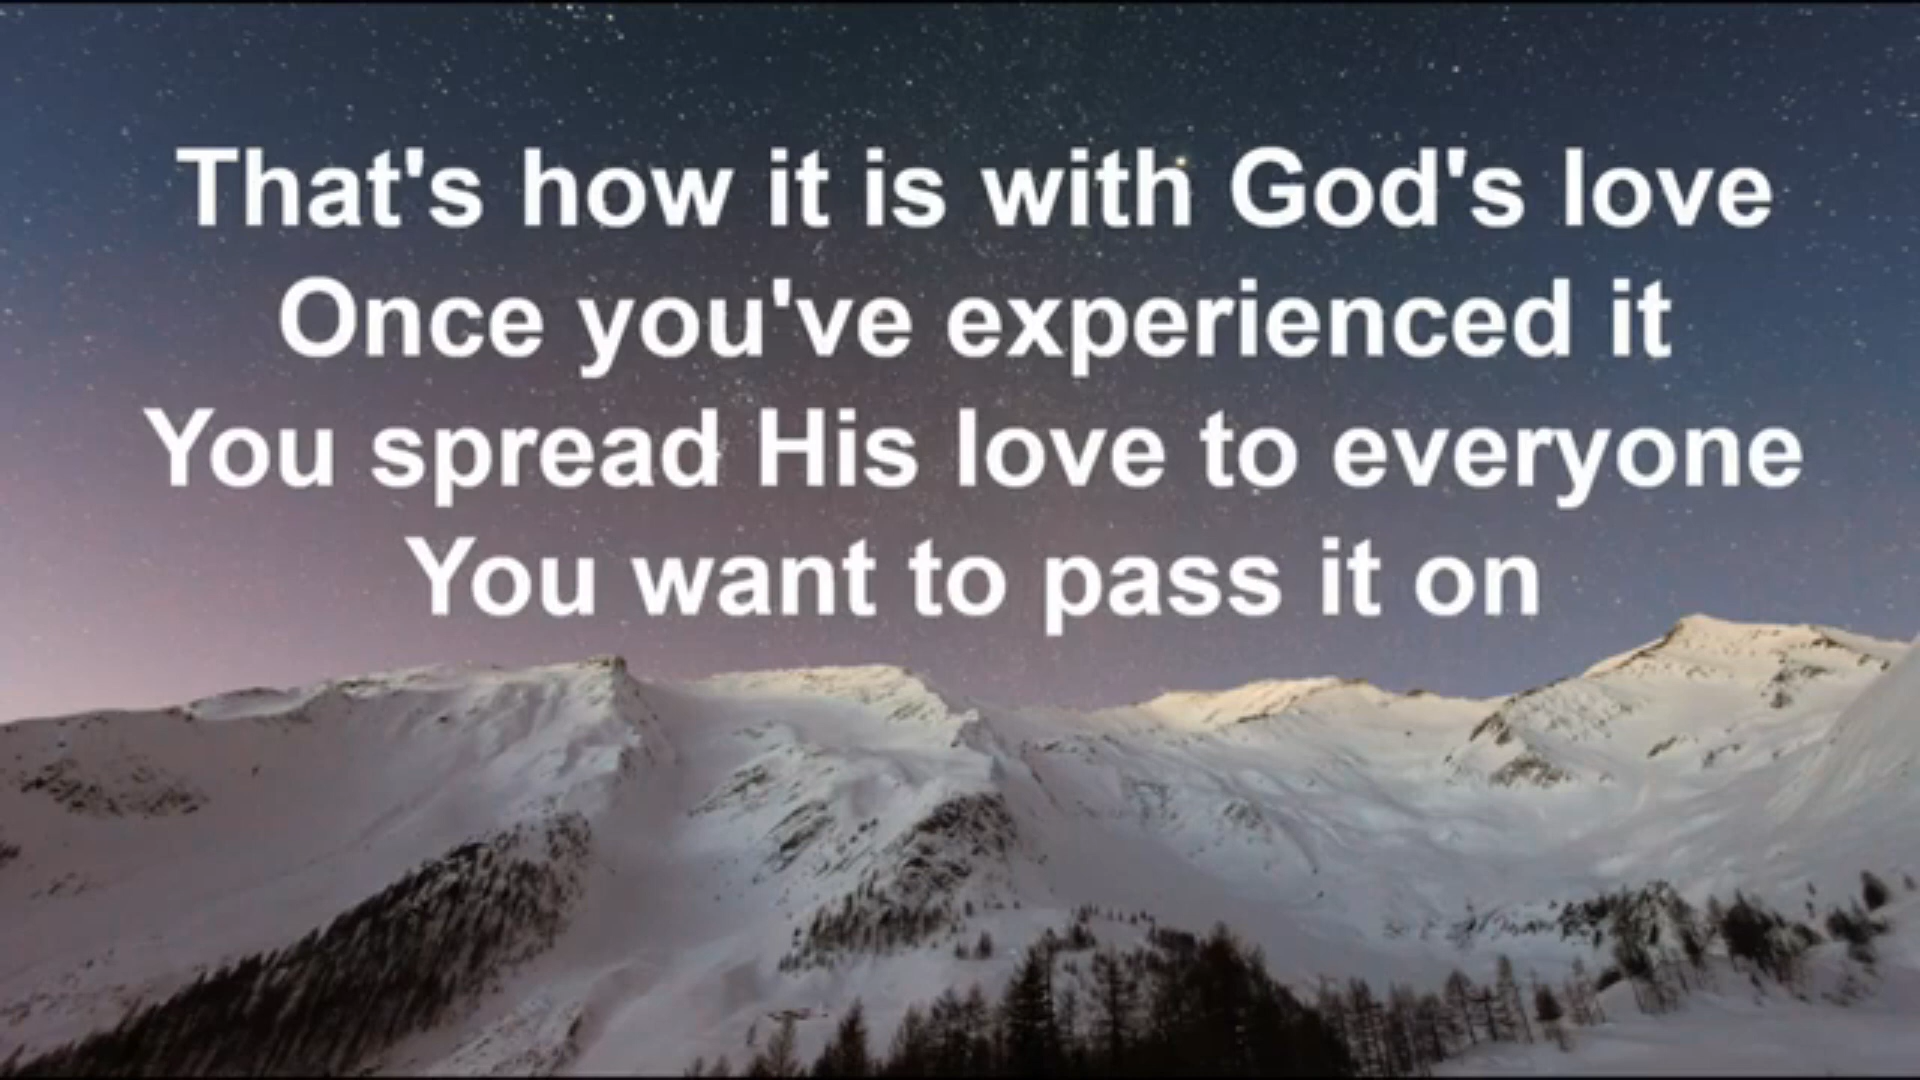 That's how it is with God's love
Once you've experienced it
You spread His love to everyone
You want to pass it on